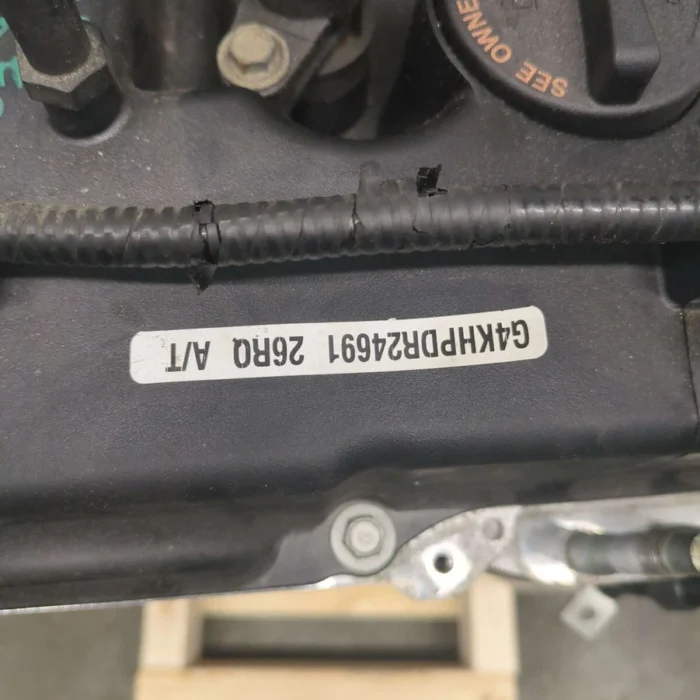 SEE OWNE
G4KHPDR24691 26RQ A/T